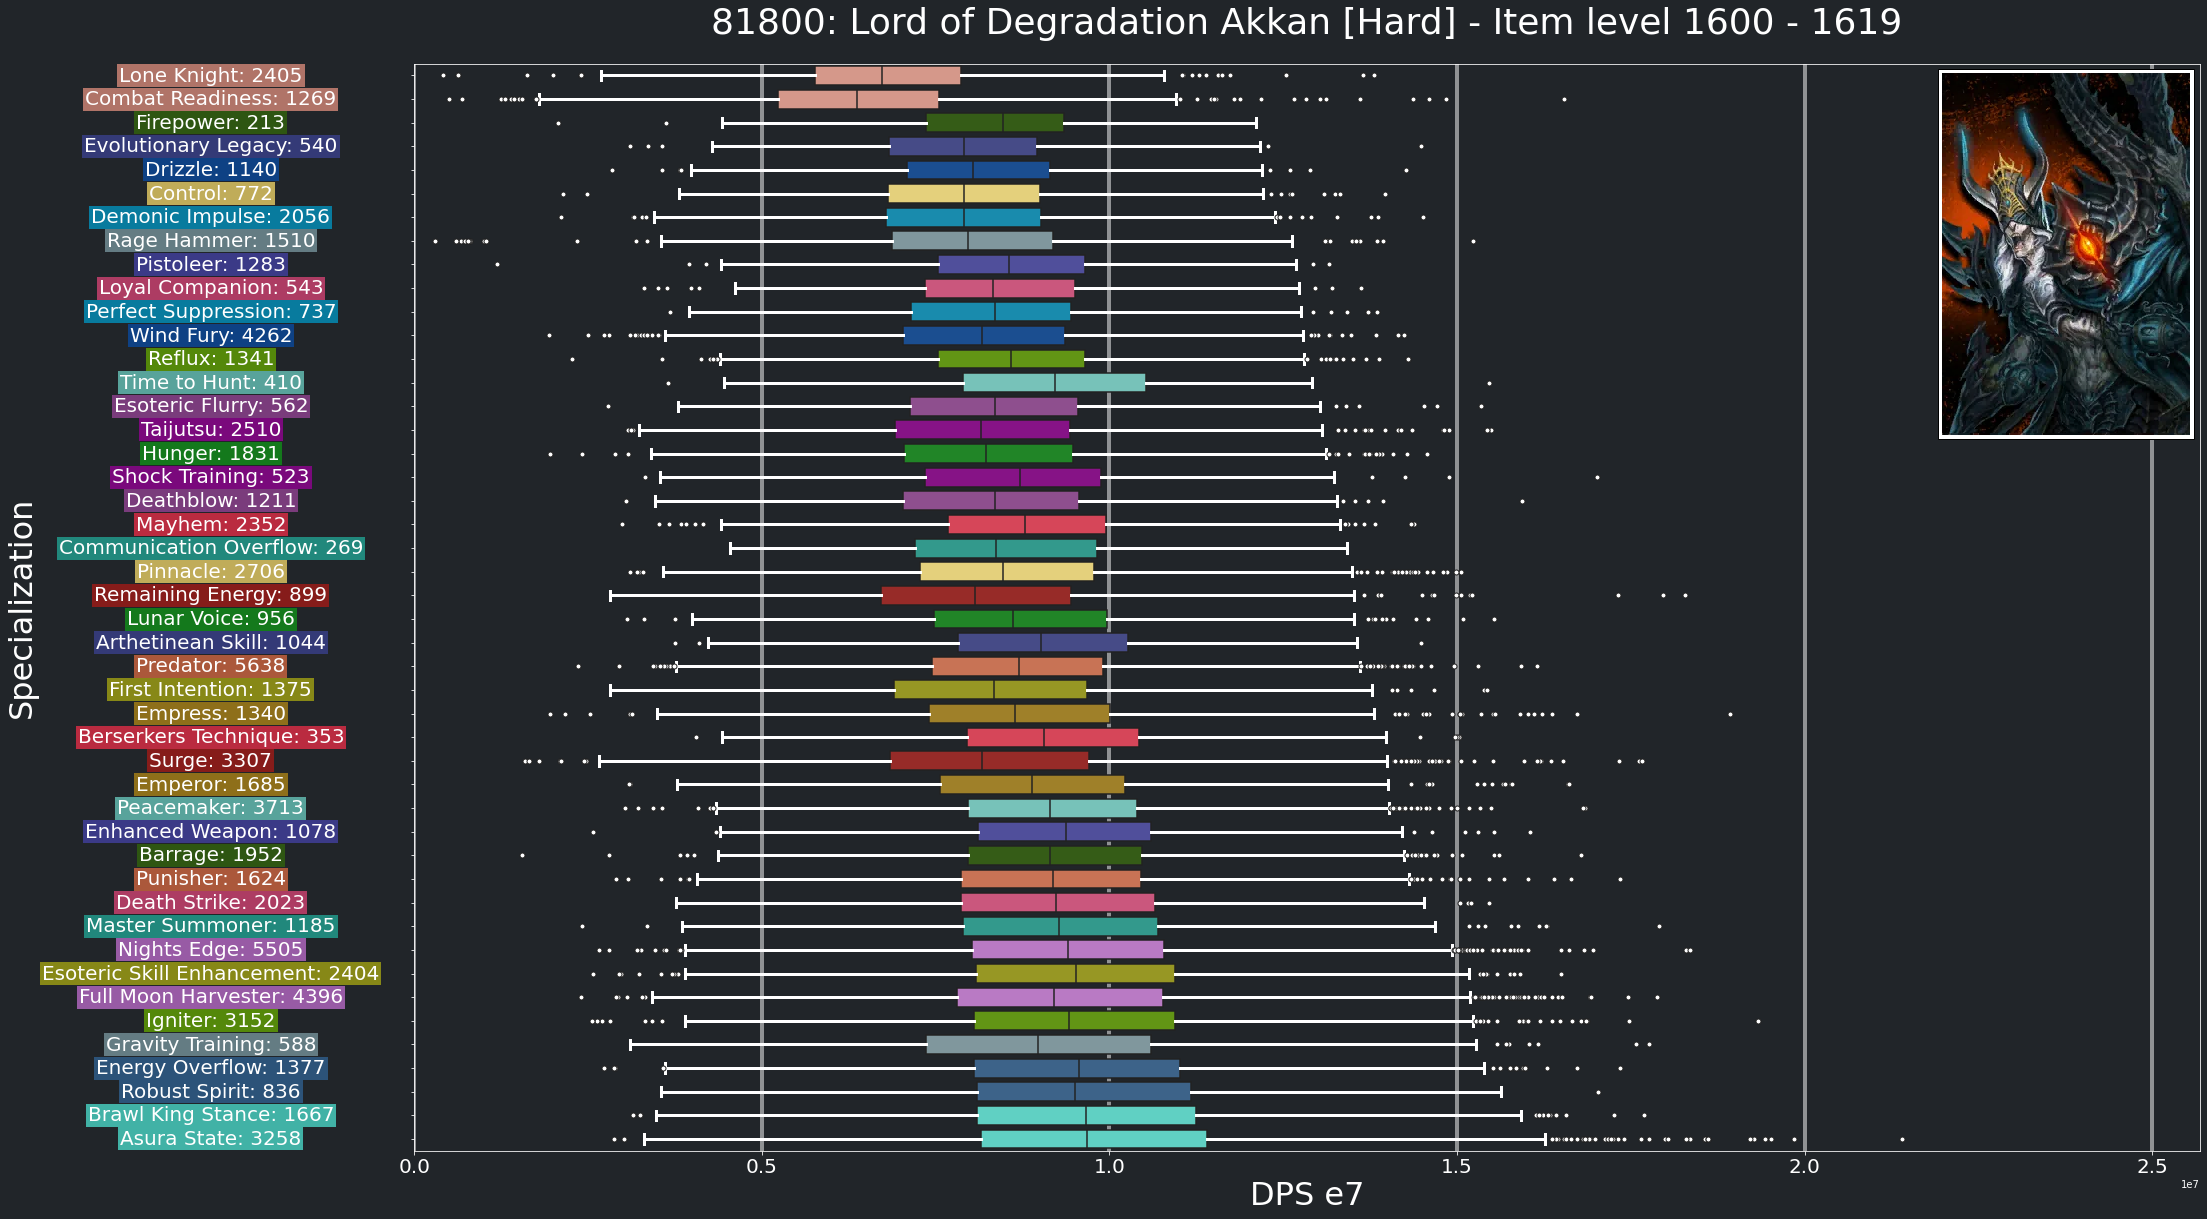 81800: Lord of Degradation Akkan [Hard] - Item level 1600 - 1619
Specialization
Lone Knight: 2405
Combat Readiness: 1269
Firepower: 213
Evolutionary Legacy: 540
Drizzle: 1140
Control: 772
Demonic Impulse: 2056
Rage Hammer: 1510
Pistoleer: 1283
Loyal Companion: 543
Perfect Suppression: 737
Wind Fury: 4262
Reflux: 1341
Time to Hunt: 410
Esoteric Flurry: 562
Taijutsu: 2510
Hunger: 1831
Shock Training: 523
Deathblow: 1211
Mayhem: 2352
Communication Overflow: 269
Pinnacle: 2706
Remaining Energy: 899
Lunar Voice: 956
Arthetinean Skill: 1044
Predator: 5638
First Intention: 1375
Empress: 1340
Berserkers Technique: 353
Surge: 3307
Emperor: 1685
Peacemaker: 3713
Enhanced Weapon: 1078
Barrage: 1952
Punisher: 1624
Death Strike: 2023
Master Summoner: 1185
Nights Edge: 5505
Esoteric Skill Enhancement: 2404
Full Moon Harvester: 4396
Igniter: 3152
Gravity Training: 588
Energy Overflow: 1377
Robust Spirit: 836
Brawl King Stance: 1667
Asura State: 3258
0.0 0.5 1.0 1.5 2.0 2.5
1e7
DPS e7